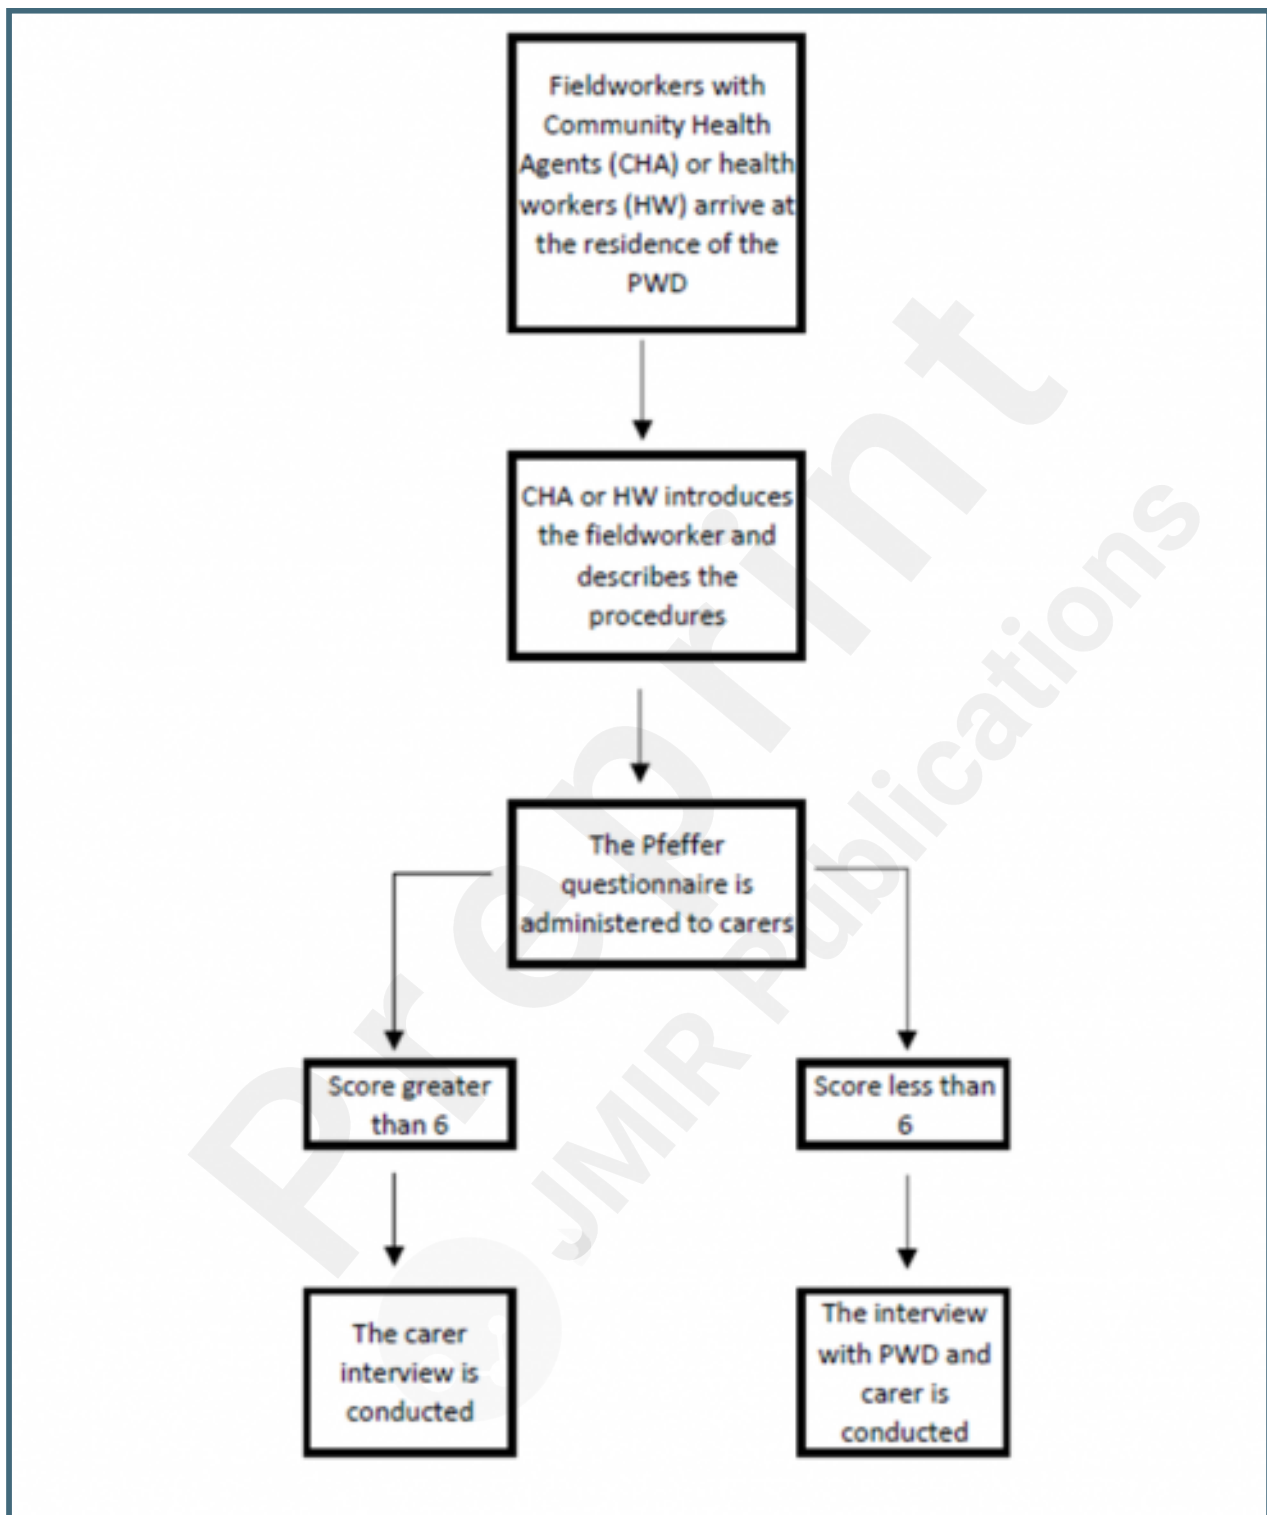 Fieldworkers with
Community Health
Agents (CHA) or health
workers (HW) arrive at
the residence of the
PWD
CHA or HW introduces
the fieldworker and
describes the
procedures
The Pfeffer
questionnaire is
administered to carers
Score greater
than 6
Score less than
6
The carer
interview is
conducted
The interview
with PWD and
carer is
conducted
Preprint
JMIR Publications